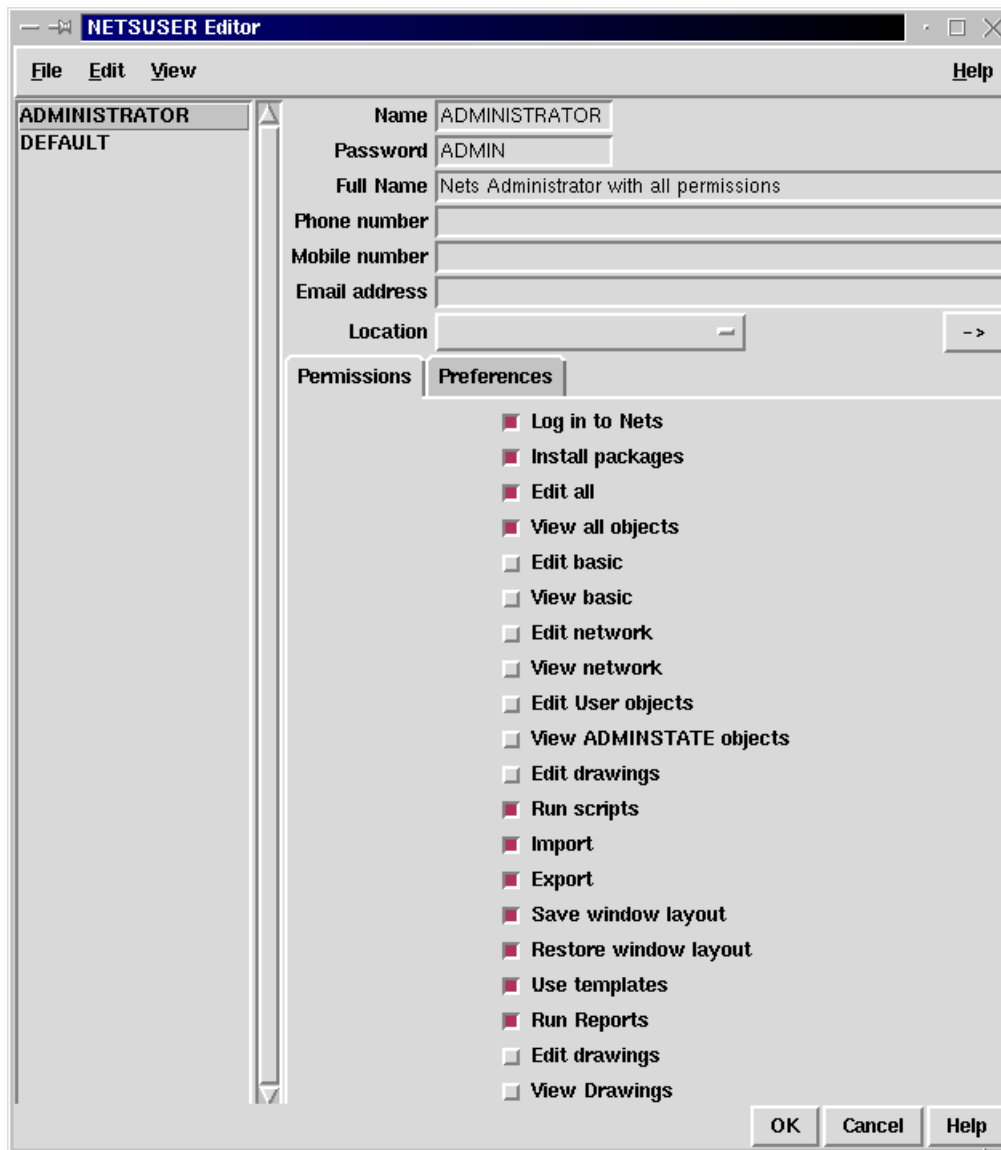 NETSUSER Editor
File Edit View Help
ADMINISTRATOR
DEFAULT
Name ADMINISTRATOR
Password ADMIN
Full Name Nets Administrator with all permissions
Phone number
Mobile number
Email address
Location ->
Permissions Preferences
Log in to Nets
Install packages
Edit all
View all objects
Edit basic
View basic
Edit network
View network
Edit User objects
View ADMINSTATE objects
Edit drawings
Run scripts
Import
Export
Save window layout
Restore window layout
Use templates
Run Reports
Edit drawings
View Drawings
OK Cancel Help